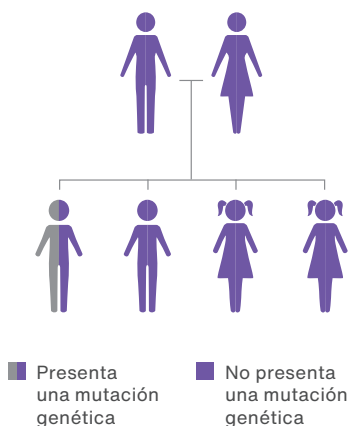 Presenta
una mutación
genética
No presenta
una mutación
genética